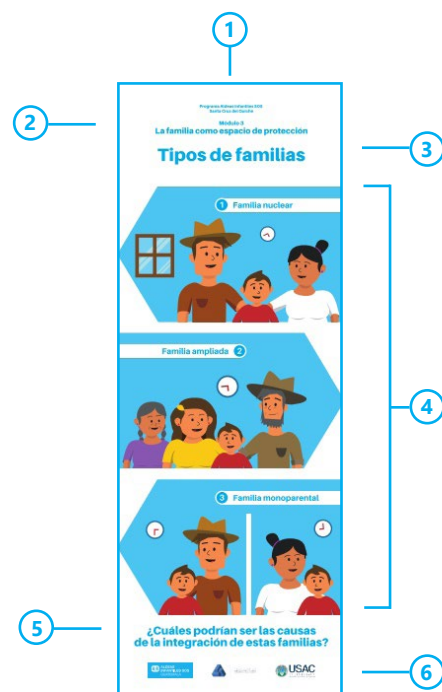 1
2
Programa Aldeas Infantiles SOS
Santa Cruz del Quiché
Módulo 3
La familia como espacio de protección
3
Tipos de familias
1 Familia nuclear
Familia ampliada 2
4
3 Familia monoparental
5
¿Cuáles podrían ser las causas
de la integración de estas familias?
6
USAC